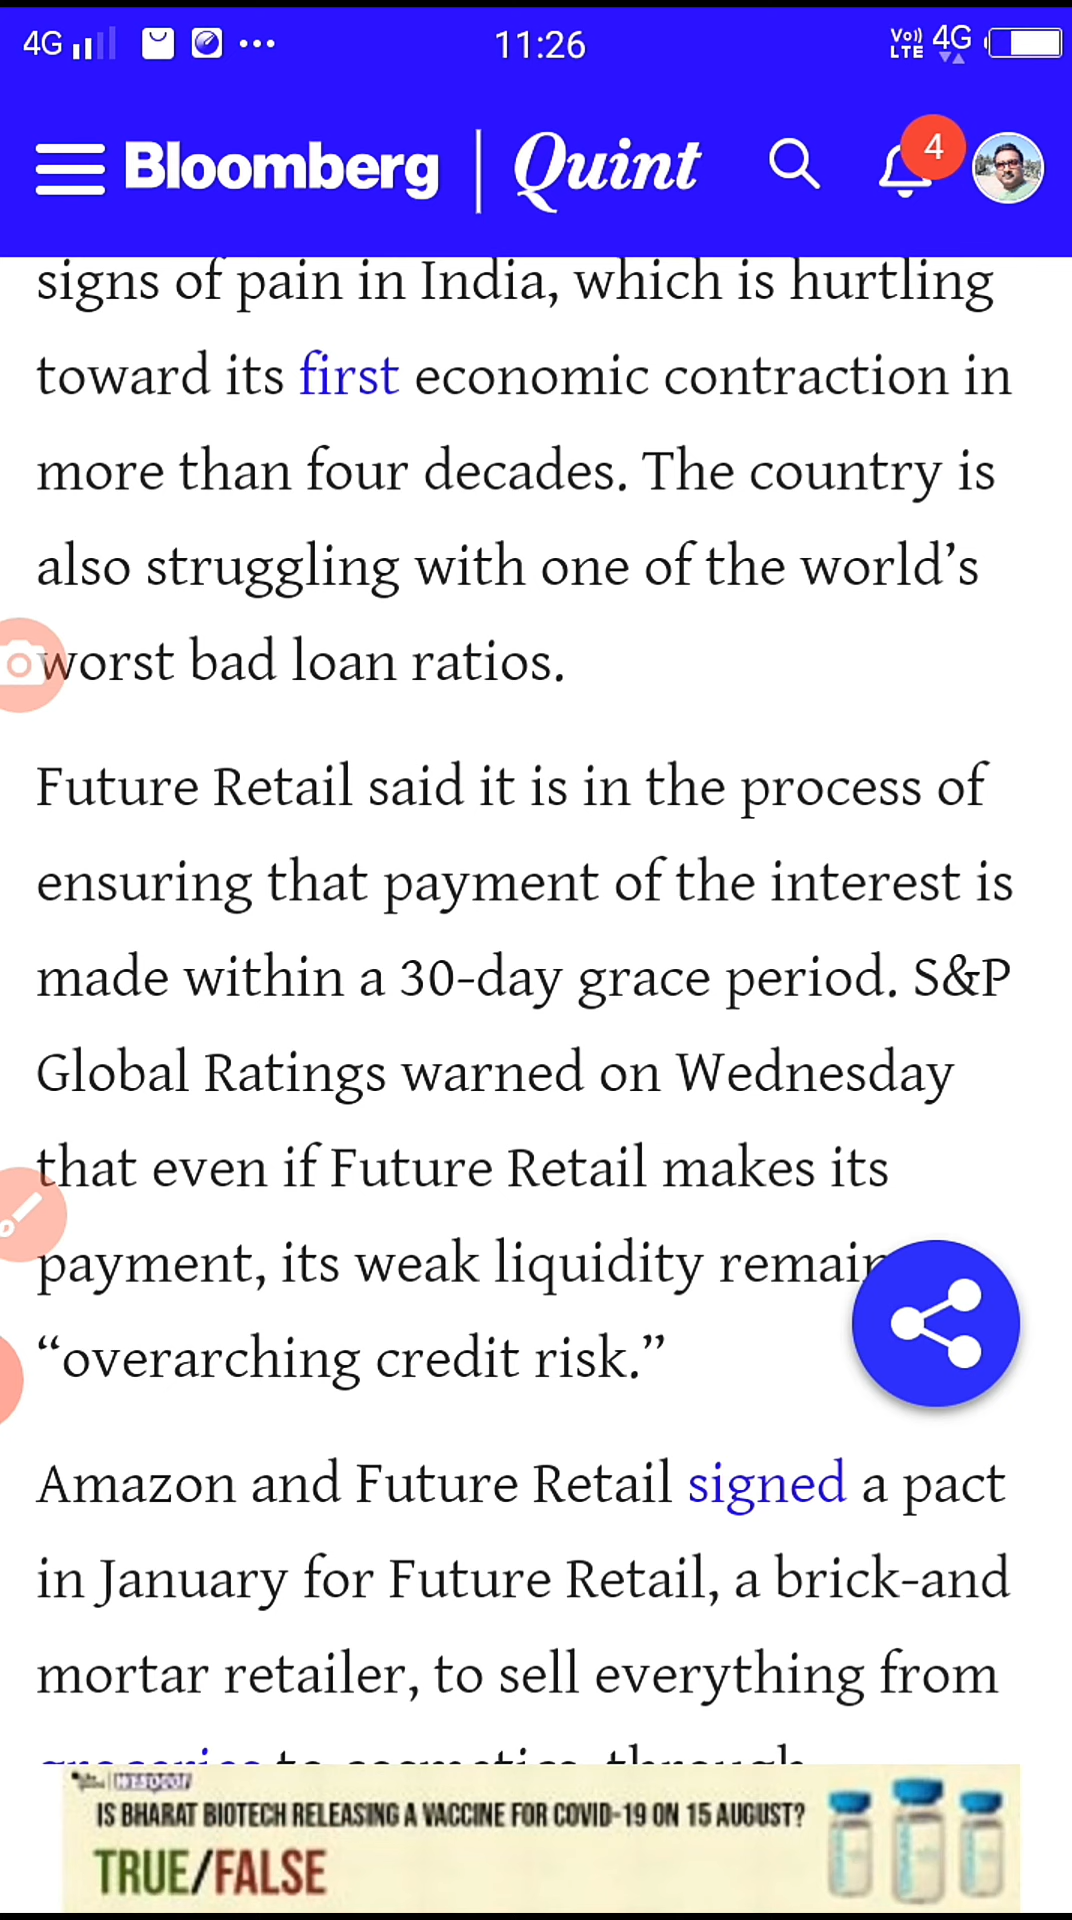 4G 11:26 Vo)) LTE 4G
Bloomberg | Quint 4
signs of pain in India, which is hurtling
toward its first economic contraction in
more than four decades. The country is
also struggling with one of the world’s
worst bad loan ratios.
Future Retail said it is in the process of
ensuring that payment of the interest is
made within a 30-day grace period. S&P
Global Ratings warned on Wednesday
that even if Future Retail makes its
payment, its weak liquidity
“overarching credit risk.”
Amazon and Future Retail signed a pact
in January for Future Retail, a brick-and
mortar retailer, to sell everything from
groceries to cosmetics, through
IS BHARAT BIOTECH RELEASING A VACCINE FOR COVID-19 ON 15 AUGUST?
TRUE/FALSE